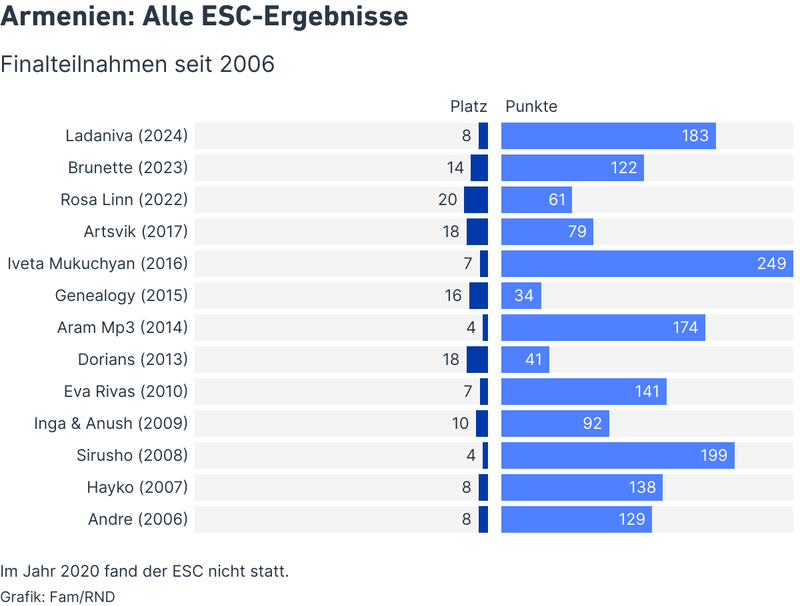 Armenien: Alle ESC-Ergebnisse
Finalteilnahmen seit 2006
Platz Punkte
Ladaniva (2024) 8 183
Brunette (2023) 14 122
Rosa Linn (2022) 20 61
Artsvik (2017) 18 79
Iveta Mukuchyan (2016) 7 249
Genealogy (2015) 16 34
Aram Mp3 (2014) 4 174
Dorians (2013) 18 41
Eva Rivas (2010) 7 141
Inga & Anush (2009) 10 92
Sirusho (2008) 4 199
Hayko (2007) 8 138
Andre (2006) 8 129
Im Jahr 2020 fand der ESC nicht statt.
Grafik: Fam/RND